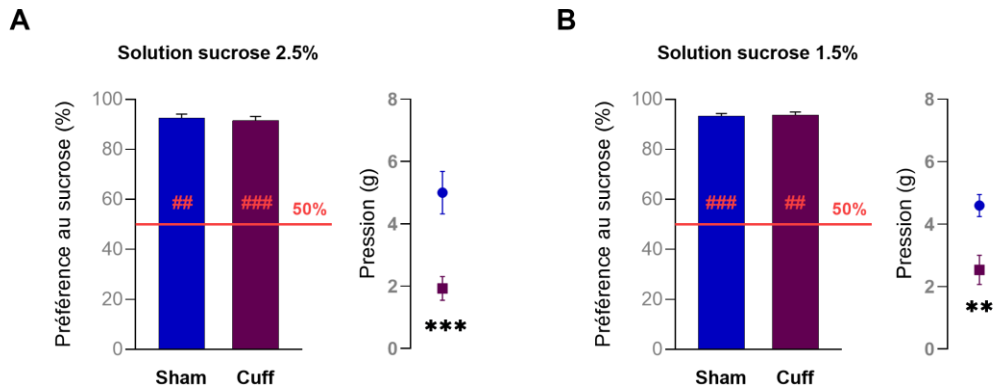 A
Solution sucrose 2.5%
Préférence au sucrose (%)
100
80
60
40
20
0
##
###
50%
Sham
Cuff
Pression (g)
8
6
4
2
0
***
B
Solution sucrose 1.5%
Préférence au sucrose (%)
100
80
60
40
20
0
###
##
50%
Sham
Cuff
Pression (g)
8
6
4
2
0
**